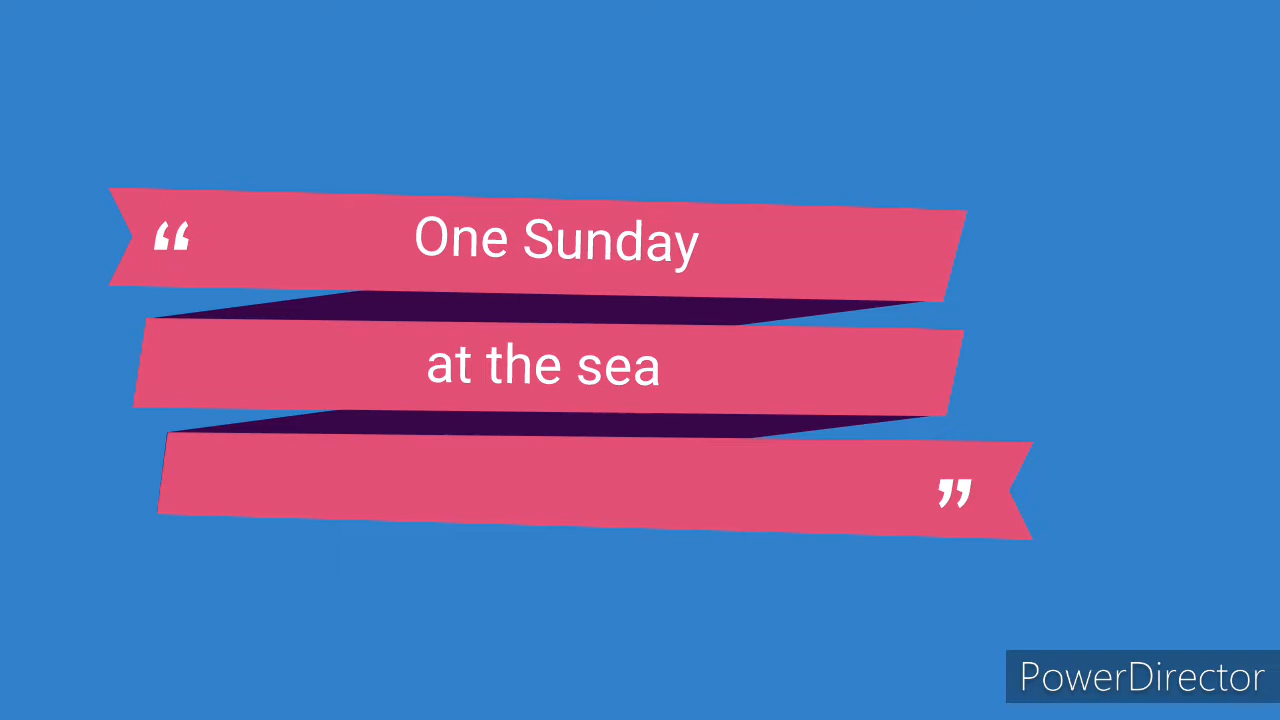 “ One Sunday
at the sea
”
PowerDirector